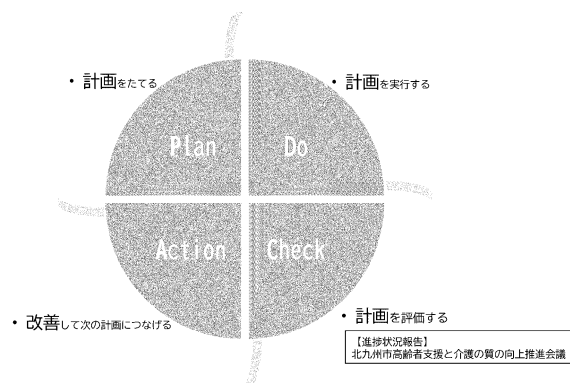 ・ 計画をたてる
・ 計画を実行する
Plan
Do
Action
Check
・ 改善して次の計画につなげる
・ 計画を評価する
【進捗状況報告】
北九州市高齢者支援と介護の質の向上推進会議